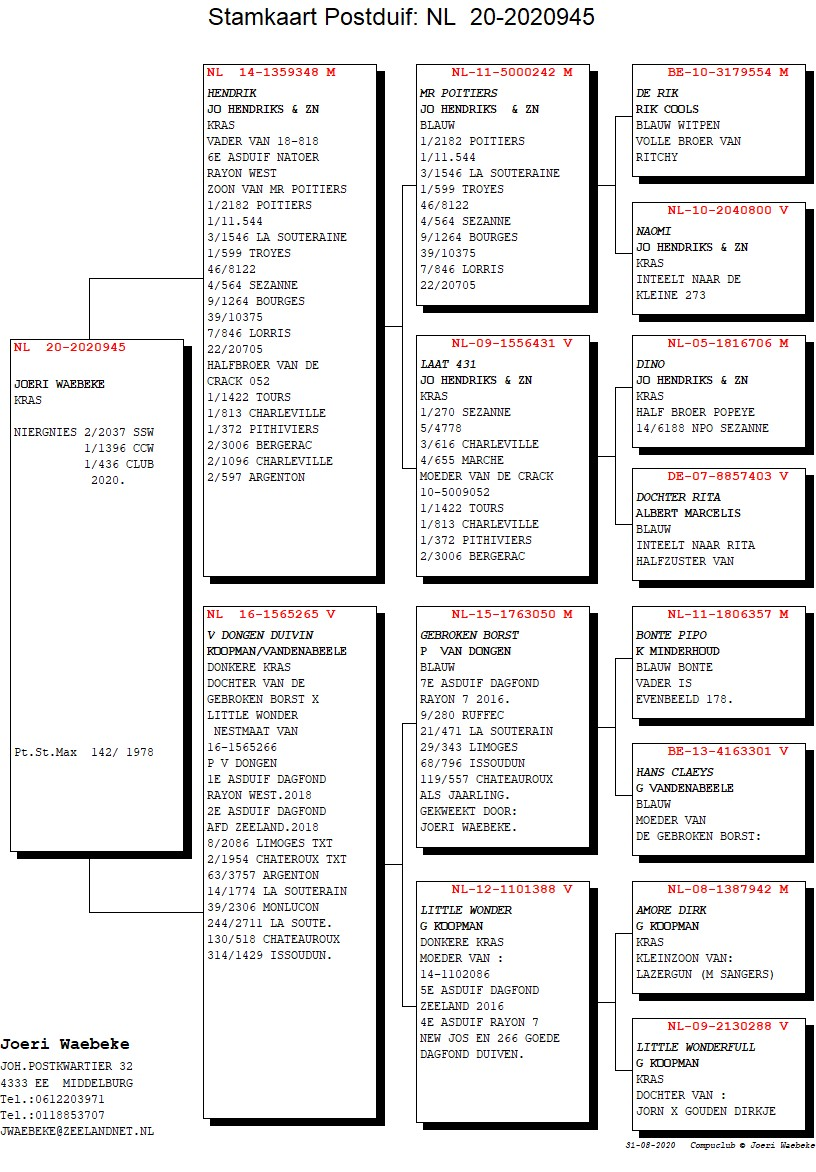 Stamkaart Postduif: NL  20-2020945
NL  20-2020945
JOERI WAEBEKE
KRAS
NIERGNIES 2/2037 SSW
1/1396 CCW
1/436 CLUB
2020.
Pt.St.Max  142/ 1978
NL  14-1359348 M
HENDRIK
JO HENDRIKS & ZN
KRAS
VADER VAN 18-818
6E ASDUIF NATOER
RAYON WEST
ZOON VAN MR POITIERS
1/2182 POITIERS
1/11.544
3/1546 LA SOUTERAINE
1/599 TROYES
46/8122
4/564 SEZANNE
9/1264 BOURGES
39/10375
7/846 LORRIS
22/20705
HALFBROER VAN DE
CRACK 052
1/1422 TOURS
1/813 CHARLEVILLE
1/372 PITHIVIERS
2/3006 BERGERAC
2/1096 CHARLEVILLE
2/597 ARGENTON
NL  16-1565265 V
V DONGEN DUIVIN
KOOPMAN/VANDENABEELE
DONKERE KRAS
DOCHTER VAN DE
GEBROKEN BORST X
LITTLE WONDER
NESTMAAT VAN
16-1565266
P V DONGEN
1E ASDUIF DAGFOND
RAYON WEST.2018
2E ASDUIF DAGFOND
AFD ZEELAND.2018
8/2086 LIMOGES TXT
2/1954 CHATEROUX TXT
63/3757 ARGENTON
14/1774 LA SOUTERAIN
39/2306 MONLUCON
244/2711 LA SOUTE.
130/518 CHATEAUROUX
314/1429 ISSOUDUN.
NL-11-5000242 M
MR POITIERS
JO HENDRIKS  & ZN
BLAUW
1/2182 POITIERS
1/11.544
3/1546 LA SOUTERAINE
1/599 TROYES
46/8122
4/564 SEZANNE
9/1264 BOURGES
39/10375
7/846 LORRIS
22/20705
NL-09-1556431 V
LAAT 431
JO HENDRIKS & ZN
KRAS
1/270 SEZANNE
5/4778
3/616 CHARLEVILLE
4/655 MARCHE
MOEDER VAN DE CRACK
10-5009052
1/1422 TOURS
1/813 CHARLEVILLE
1/372 PITHIVIERS
2/3006 BERGERAC
NL-15-1763050 M
GEBROKEN BORST
P  VAN DONGEN
BLAUW
7E ASDUIF DAGFOND
RAYON 7 2016.
9/280 RUFFEC
21/471 LA SOUTERAIN
29/343 LIMOGES
68/796 ISSOUDUN
119/557 CHATEAUROUX
ALS JAARLING.
GEKWEEKT DOOR:
JOERI WAEBEKE.
NL-12-1101388 V
LITTLE WONDER
G KOOPMAN
DONKERE KRAS
MOEDER VAN :
14-1102086
5E ASDUIF DAGFOND
ZEELAND 2016
4E ASDUIF RAYON 7
NEW JOS EN 266 GOEDE
DAGFOND DUIVEN.
BE-10-3179554 M
DE RIK
RIK COOLS
BLAUW WITPEN
VOLLE BROER VAN
RITCHY
NL-10-2040800 V
NAOMI
JO HENDRIKS & ZN
KRAS
INTEELT NAAR DE
KLEINE 273
NL-05-1816706 M
DINO
JO HENDRIKS & ZN
KRAS
HALF BROER POPEYE
14/6188 NPO SEZANNE
DE-07-8857403 V
DOCHTER RITA
ALBERT MARCELIS
BLAUW
INTEELT NAAR RITA
HALFZUSTER VAN
NL-11-1806357 M
BONTE PIPO
K MINDERHOUD
BLAUW BONTE
VADER IS
EVENBEELD 178.
BE-13-4163301 V
HANS CLAEYS
G VANDENABEELE
BLAUW
MOEDER VAN
DE GEBROKEN BORST:
NL-08-1387942 M
AMORE DIRK
G KOOPMAN
KRAS
KLEINZOON VAN:
LAZERGUN (M SANGERS)
NL-09-2130288 V
LITTLE WONDERFULL
G KOOPMAN
KRAS
DOCHTER VAN :
JORN X GOUDEN DIRKJE
Joeri Waebeke
JOH.POSTKWARTIER 32
4333 EE  MIDDELBURG
Tel.:0612203971
Tel.:0118853707
JWAEBEKE@ZEELANDNET.NL
31-08-2020   Compuclub © Joeri Waebeke